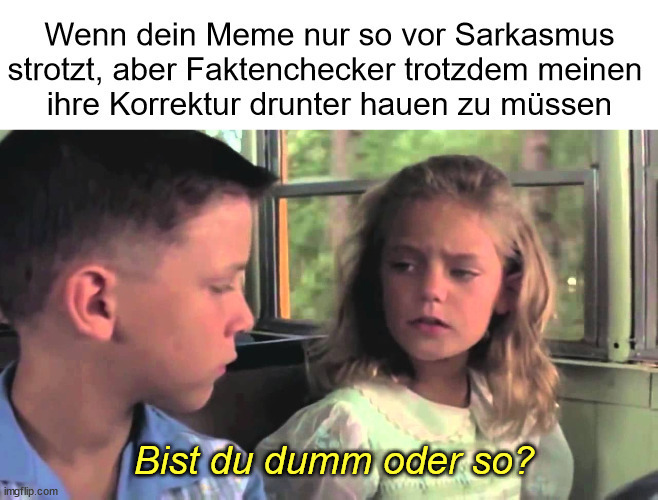 Wenn dein Meme nur so vor Sarkasmus
strotzt, aber Faktenchecker trotzdem meinen
ihre Korrektur drunter hauen zu müssen
Bist du dumm oder so?
imgflip.com